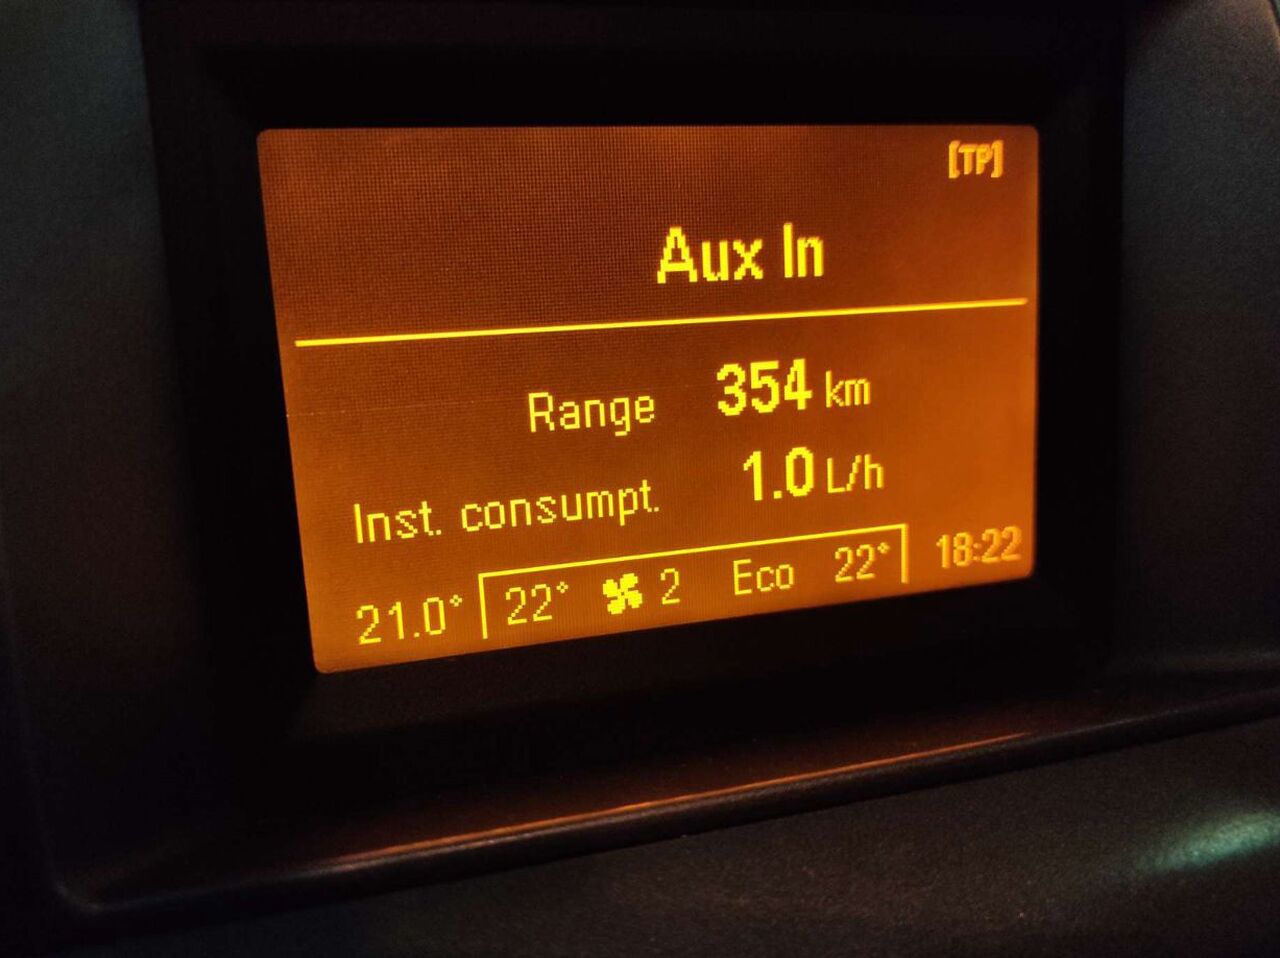 [TP]
Aux In
Range 354 km
Inst. consumpt. 1.0 L/h
21.0° 22° 2 Eco 22° 18:22